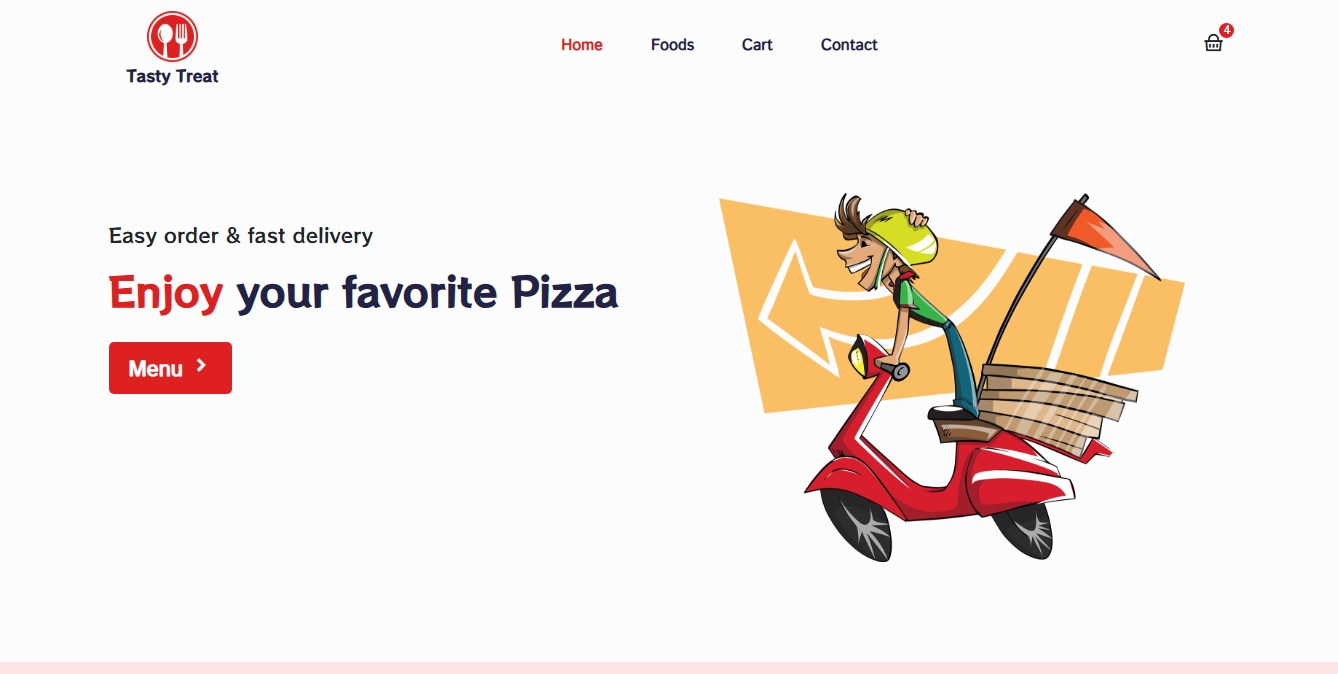 Tasty Treat
Home Foods Cart Contact
4
Easy order & fast delivery
Enjoy your favorite Pizza
Menu